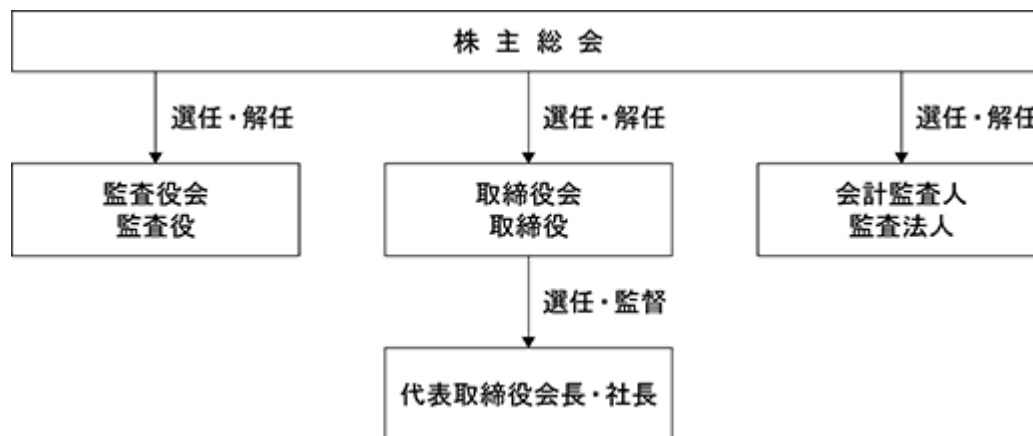 株主総会
選任・解任
選任・解任
選任・解任
監査役会
監査役
取締役会
取締役
会計監査人
監査法人
選任・監督
代表取締役会長・社長